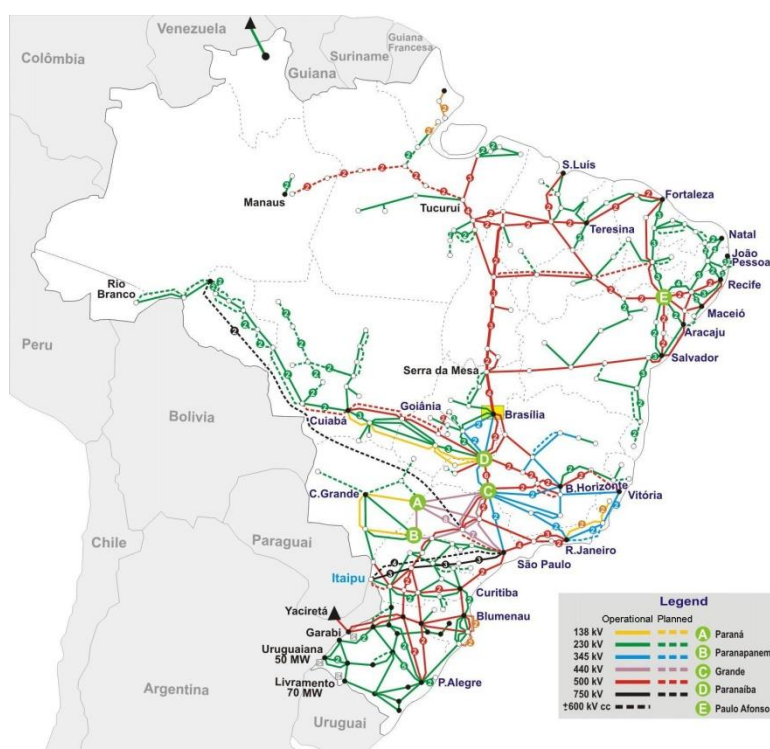 Venezuela
Colômbia
Guiana
Francesa
Suriname
Guiana
S.Luís
Manaus
Tucuruí
Fortaleza
Teresina
Natal
João
Pessoa
Rio
Branco
Recife
E
Maceió
Aracaju
Peru
Salvador
Serra da Mesa
Bolivia
Goiânia
Brasília
Cuiabá
D
C.Grande
A
C
B.Horizonte
Vitória
B
Paraguai
Chile
R.Janeiro
São Paulo
Itaipu
Curitiba
Yaciretá
Blumenau
Garabi
Uruguaiana
50 MW
Livramento
70 MW
P.Alegre
Argentina
Uruguai
Legend
Operational Planned
138 kV A Paraná
230 kV B Paranapanem
345 kV
440 kV C Grande
500 kV D Paranaíba
750 kV
±600 kV cc E Paulo Afonso